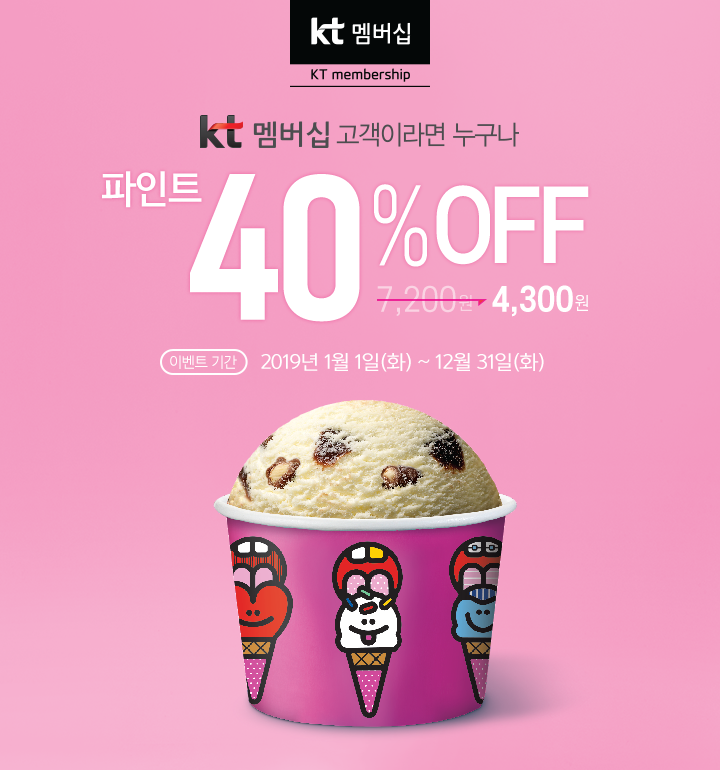 kt 멤버십
KT membership
kt 멤버십 고객이라면 누구나
파인트 40%OFF
7,200원 4,300원
이벤트 기간 2019년 1월 1일(화) ~ 12월 31일(화)